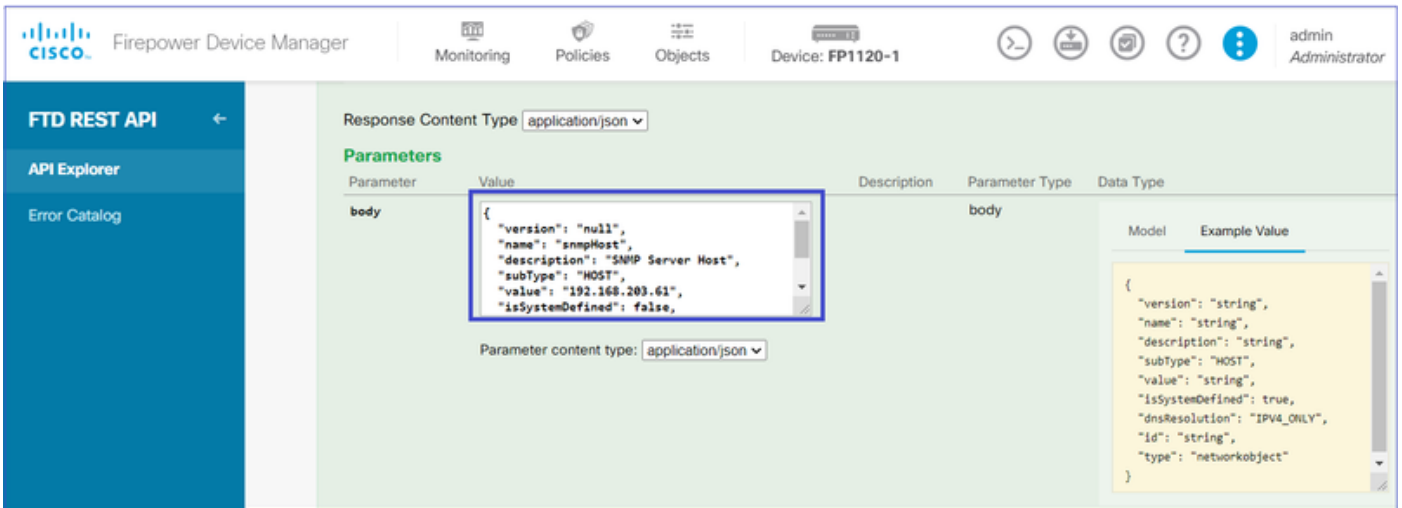 CISCO
Firepower Device Manager
Monitoring
Policies
Objects
Device: FP1120-1
>_
?
admin
Administrator
FTD REST API ←
API Explorer
Error Catalog
Response Content Type application/json
Parameters
Parameter Value Description Parameter Type Data Type
body
{
"version": "null",
"name": "snmpHost",
"description": "SNMP Server Host",
"subType": "HOST",
"value": "192.168.203.61",
"isSystemDefined": false,
Parameter content type: application/json
body
Model Example Value
{
"version": "string",
"name": "string",
"description": "string",
"subType": "HOST",
"value": "string",
"isSystemDefined": true,
"dnsResolution": "IPV4_ONLY",
"id": "string",
"type": "networkobject"
}